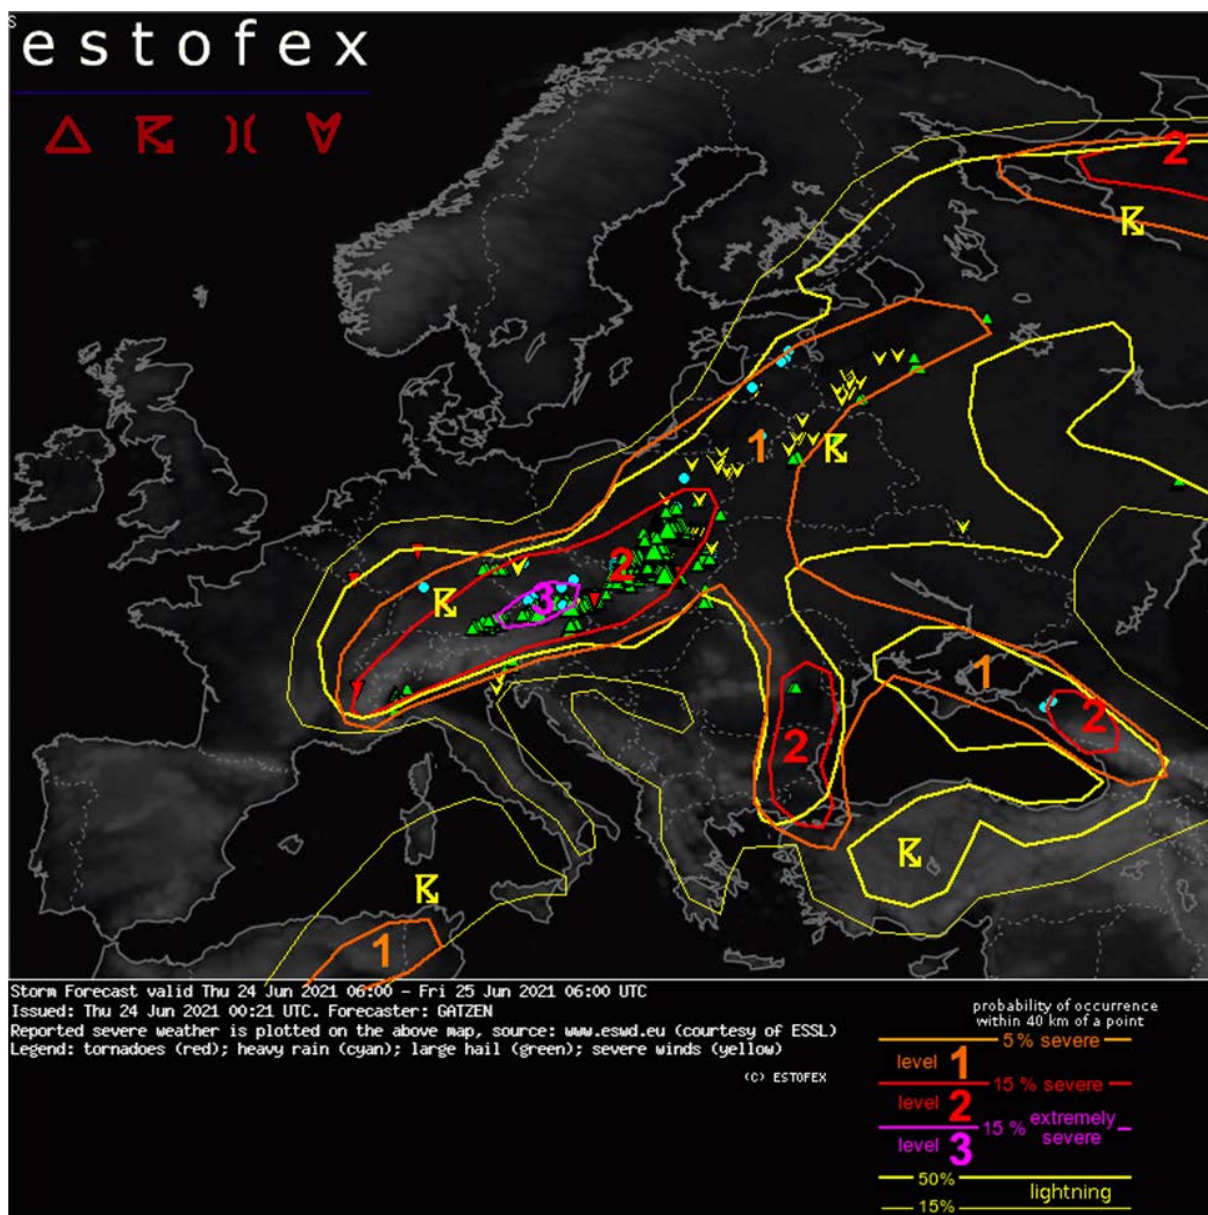 S
estofex
2
1
2
3
1
2
2
1
Storm Forecast valid Thu 24 Jun 2021 06:00 – Fri 25 Jun 2021 06:00 UTC
Issued: Thu 24 Jun 2021 00:21 UTC. Forecaster: GATZEN
Reported severe weather is plotted on the above map, source: www.eswd.eu (courtesy of ESSL)
Legend: tornadoes (red); heavy rain (cyan); large hail (green); severe winds (yellow)
(C) ESTOFEX
probability of occurrence
within 40 km of a point
5% severe
level 1
15 % severe
level 2
15 % extremely severe
level 3
50% lightning
15%